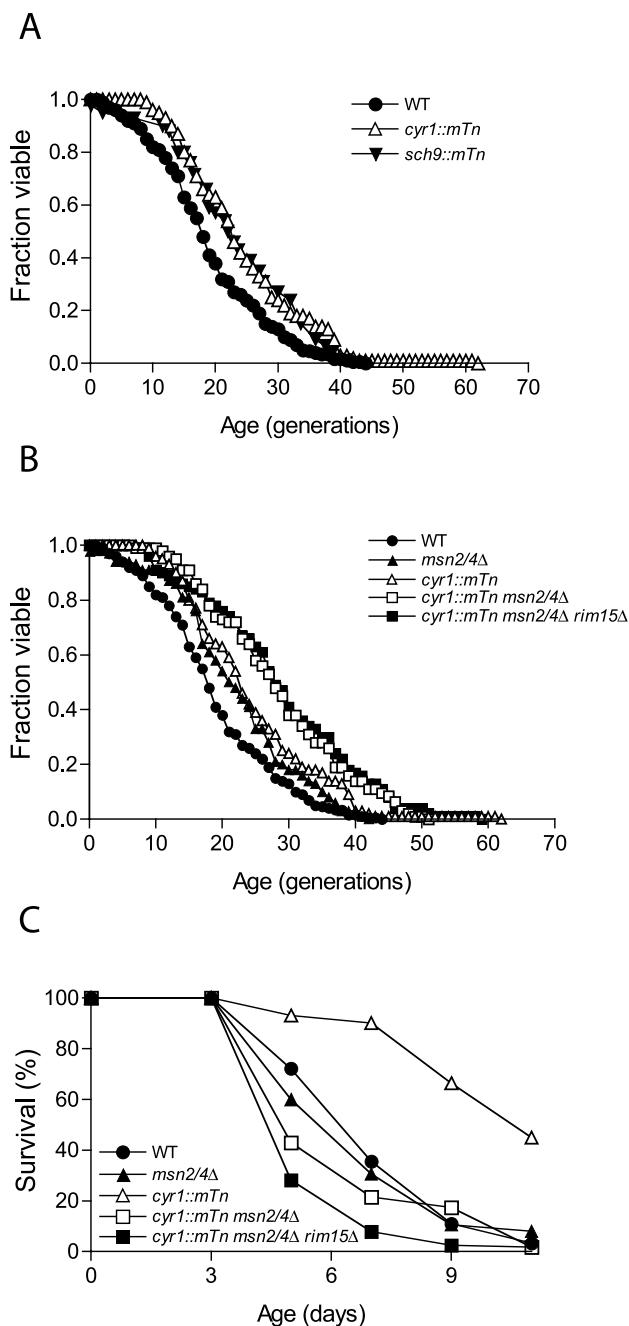 A
WT
cyr1::mTn
sch9::mTn
Fraction viable
1.0
0.8
0.6
0.4
0.2
0.0
0 10 20 30 40 50 60 70
Age (generations)
B
WT
msn2/4Δ
cyr1::mTn
cyr1::mTn msn2/4Δ
cyr1::mTn msn2/4Δ rim15Δ
Fraction viable
1.0
0.8
0.6
0.4
0.2
0.0
0 10 20 30 40 50 60 70
Age (generations)
C
Survival (%)
100
80
60
40
20
0
WT
msn2/4Δ
cyr1::mTn
cyr1::mTn msn2/4Δ
cyr1::mTn msn2/4Δ rim15Δ
0 3 6 9
Age (days)